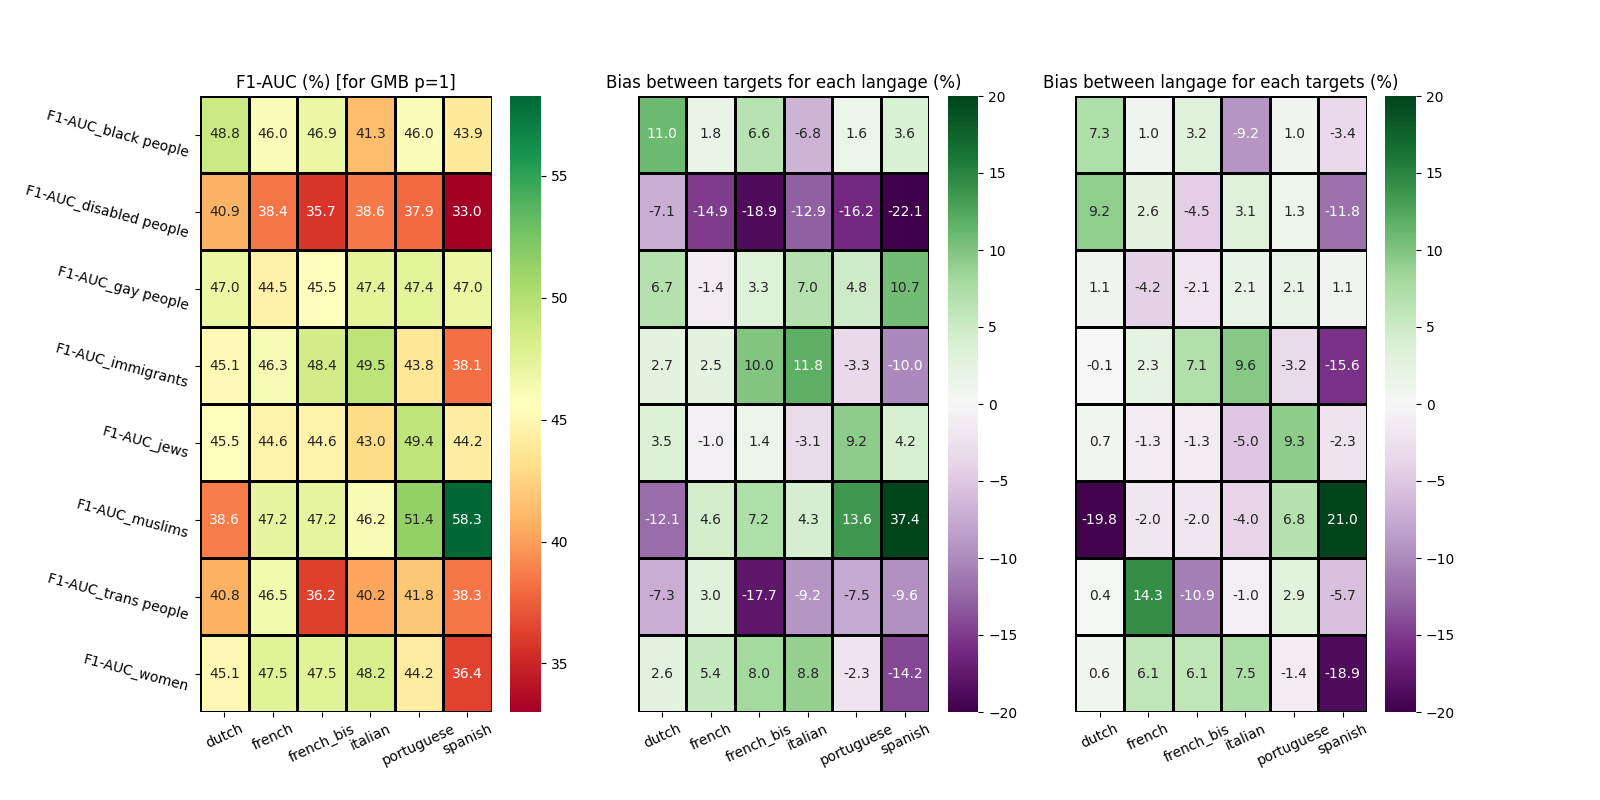 F1-AUC (%) [for GMB p=1]
Bias between targets for each langage (%)
Bias between langage for each targets (%)
F1-AUC_black people
48.8 46.0 46.9 41.3 46.0 43.9
11.0 1.8 6.6 -6.8 1.6 3.6
7.3 1.0 3.2 -9.2 1.0 -3.4
F1-AUC_disabled people
40.9 38.4 35.7 38.6 37.9 33.0
-7.1 -14.9 -18.9 -12.9 -16.2 -22.1
9.2 2.6 -4.5 3.1 1.3 -11.8
F1-AUC_gay people
47.0 44.5 45.5 47.4 47.4 47.0
6.7 -1.4 3.3 7.0 4.8 10.7
1.1 -4.2 -2.1 2.1 2.1 1.1
F1-AUC_immigrants
45.1 46.3 48.4 49.5 43.8 38.1
2.7 2.5 10.0 11.8 -3.3 -10.0
-0.1 2.3 7.1 9.6 -3.2 -15.6
F1-AUC_jews
45.5 44.6 44.6 43.0 49.4 44.2
3.5 -1.0 1.4 -3.1 9.2 4.2
0.7 -1.3 -1.3 -5.0 9.3 -2.3
F1-AUC_muslims
38.6 47.2 47.2 46.2 51.4 58.3
-12.1 4.6 7.2 4.3 13.6 37.4
-19.8 -2.0 -2.0 -4.0 6.8 21.0
F1-AUC_trans people
40.8 46.5 36.2 40.2 41.8 38.3
-7.3 3.0 -17.7 -9.2 -7.5 -9.6
0.4 14.3 -10.9 -1.0 2.9 -5.7
F1-AUC_women
45.1 47.5 47.5 48.2 44.2 36.4
2.6 5.4 8.0 8.8 -2.3 -14.2
0.6 6.1 6.1 7.5 -1.4 -18.9
dutch french french_bis italian portuguese spanish
dutch french french_bis italian portuguese spanish
dutch french french_bis italian portuguese spanish
55
50
45
40
35
20
15
10
5
0
−5
−10
−15
−20
20
15
10
5
0
−5
−10
−15
−20